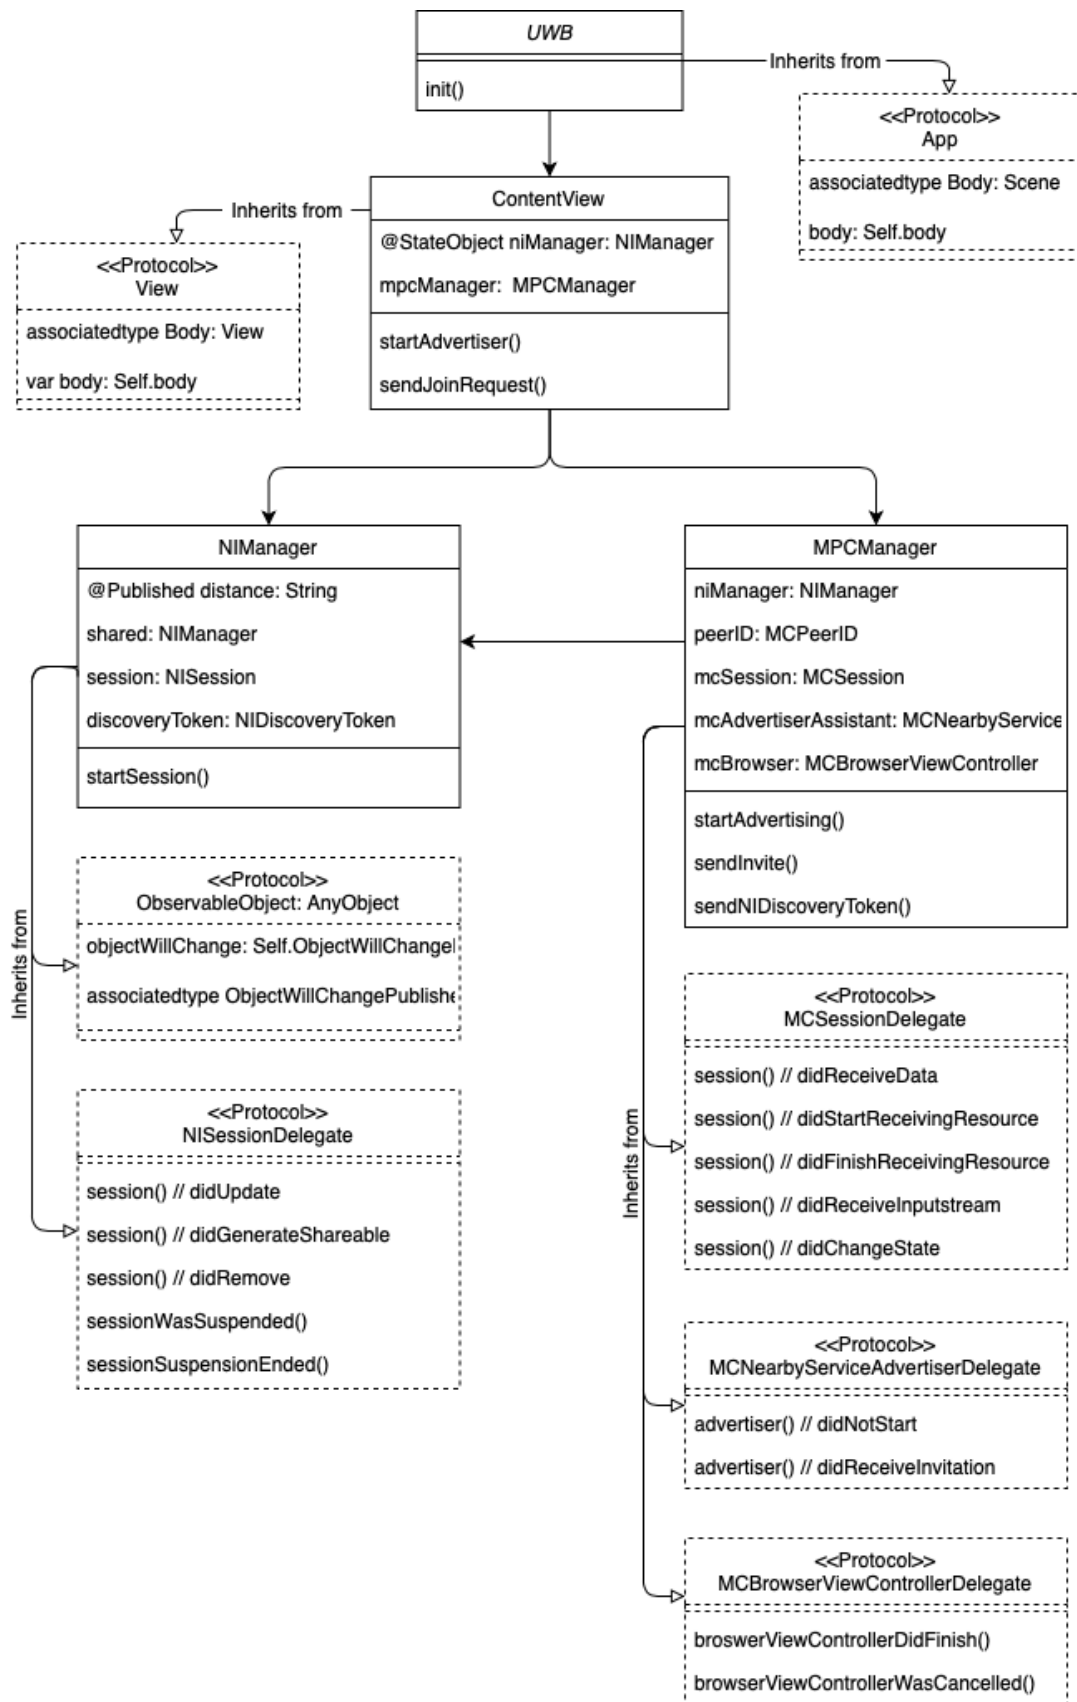 UWB
init()
Inherits from
<<Protocol>>
App
associatedtype Body: Scene
body: Self.body
ContentView
@StateObject niManager: NIManager
mpcManager:  MPCManager
startAdvertiser()
sendJoinRequest()
Inherits from
<<Protocol>>
View
associatedtype Body: View
var body: Self.body
NIManager
@Published distance: String
shared: NIManager
session: NISession
discoveryToken: NIDiscoveryToken
startSession()
MPCManager
niManager: NIManager
peerID: MCPeerID
mcSession: MCSession
mcAdvertiserAssistant: MCNearbyService
mcBrowser: MCBrowserViewController
startAdvertising()
sendInvite()
sendNIDiscoveryToken()
Inherits from
<<Protocol>>
ObservableObject: AnyObject
objectWillChange: Self.ObjectWillChange
associatedtype ObjectWillChangePublishe
<<Protocol>>
NISessionDelegate
session() // didUpdate
session() // didGenerateShareable
session() // didRemove
sessionWasSuspended()
sessionSuspensionEnded()
Inherits from
<<Protocol>>
MCSessionDelegate
session() // didReceiveData
session() // didStartReceivingResource
session() // didFinishReceivingResource
session() // didReceiveInputstream
session() // didChangeState
<<Protocol>>
MCNearbyServiceAdvertiserDelegate
advertiser() // didNotStart
advertiser() // didReceiveInvitation
<<Protocol>>
MCBrowserViewControllerDelegate
broswerViewControllerDidFinish()
browserViewControllerWasCancelled()